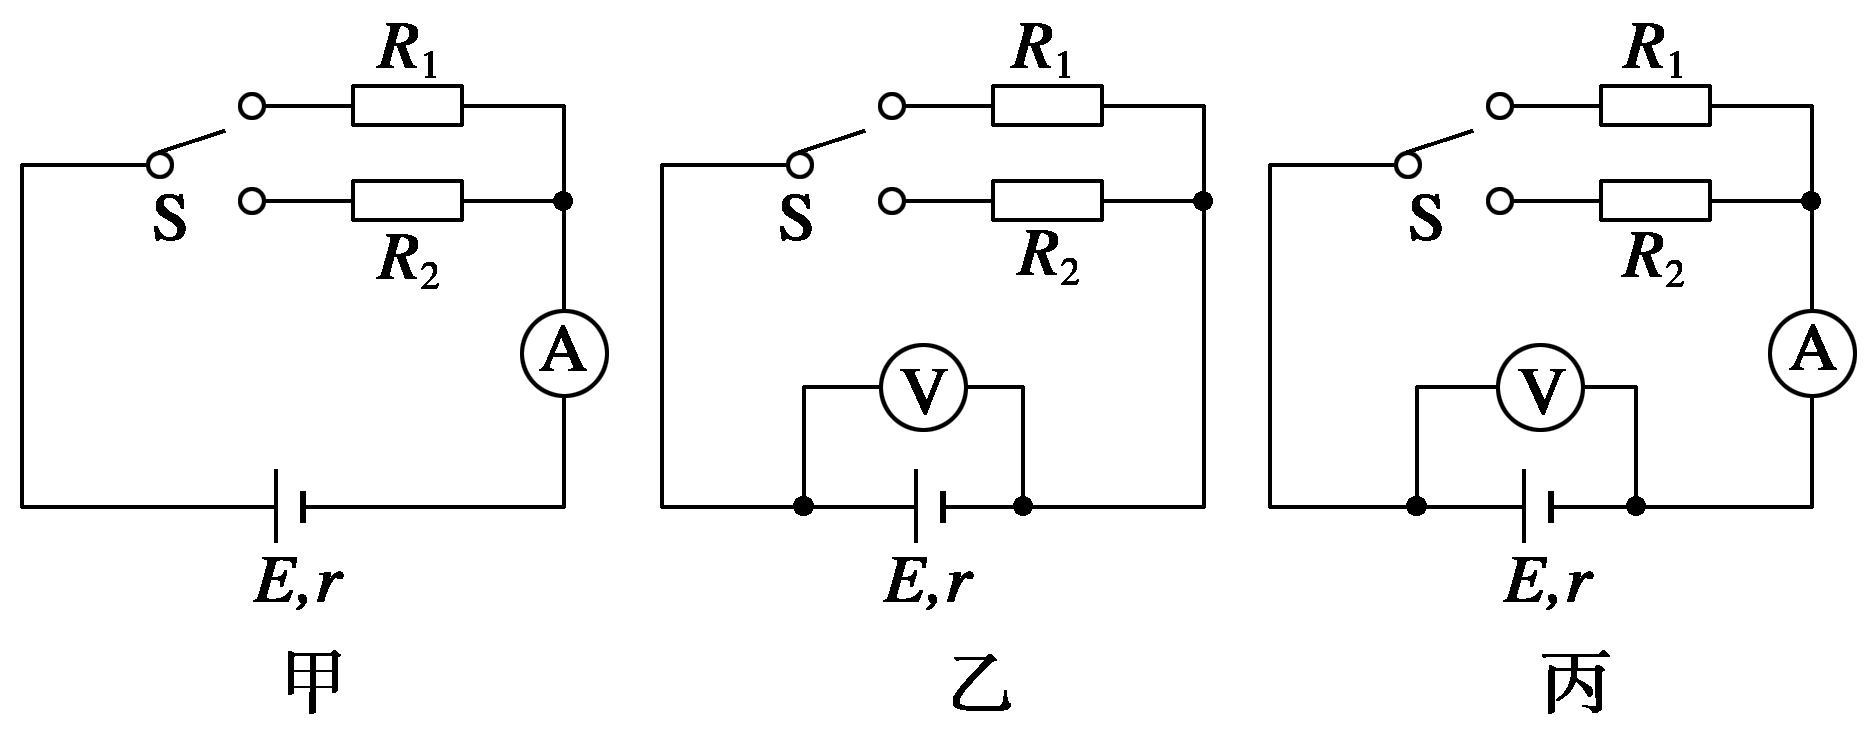 R1 R1 R1
S S S
R2 R2 R2
A V V A
E,r E,r E,r
甲 乙 丙